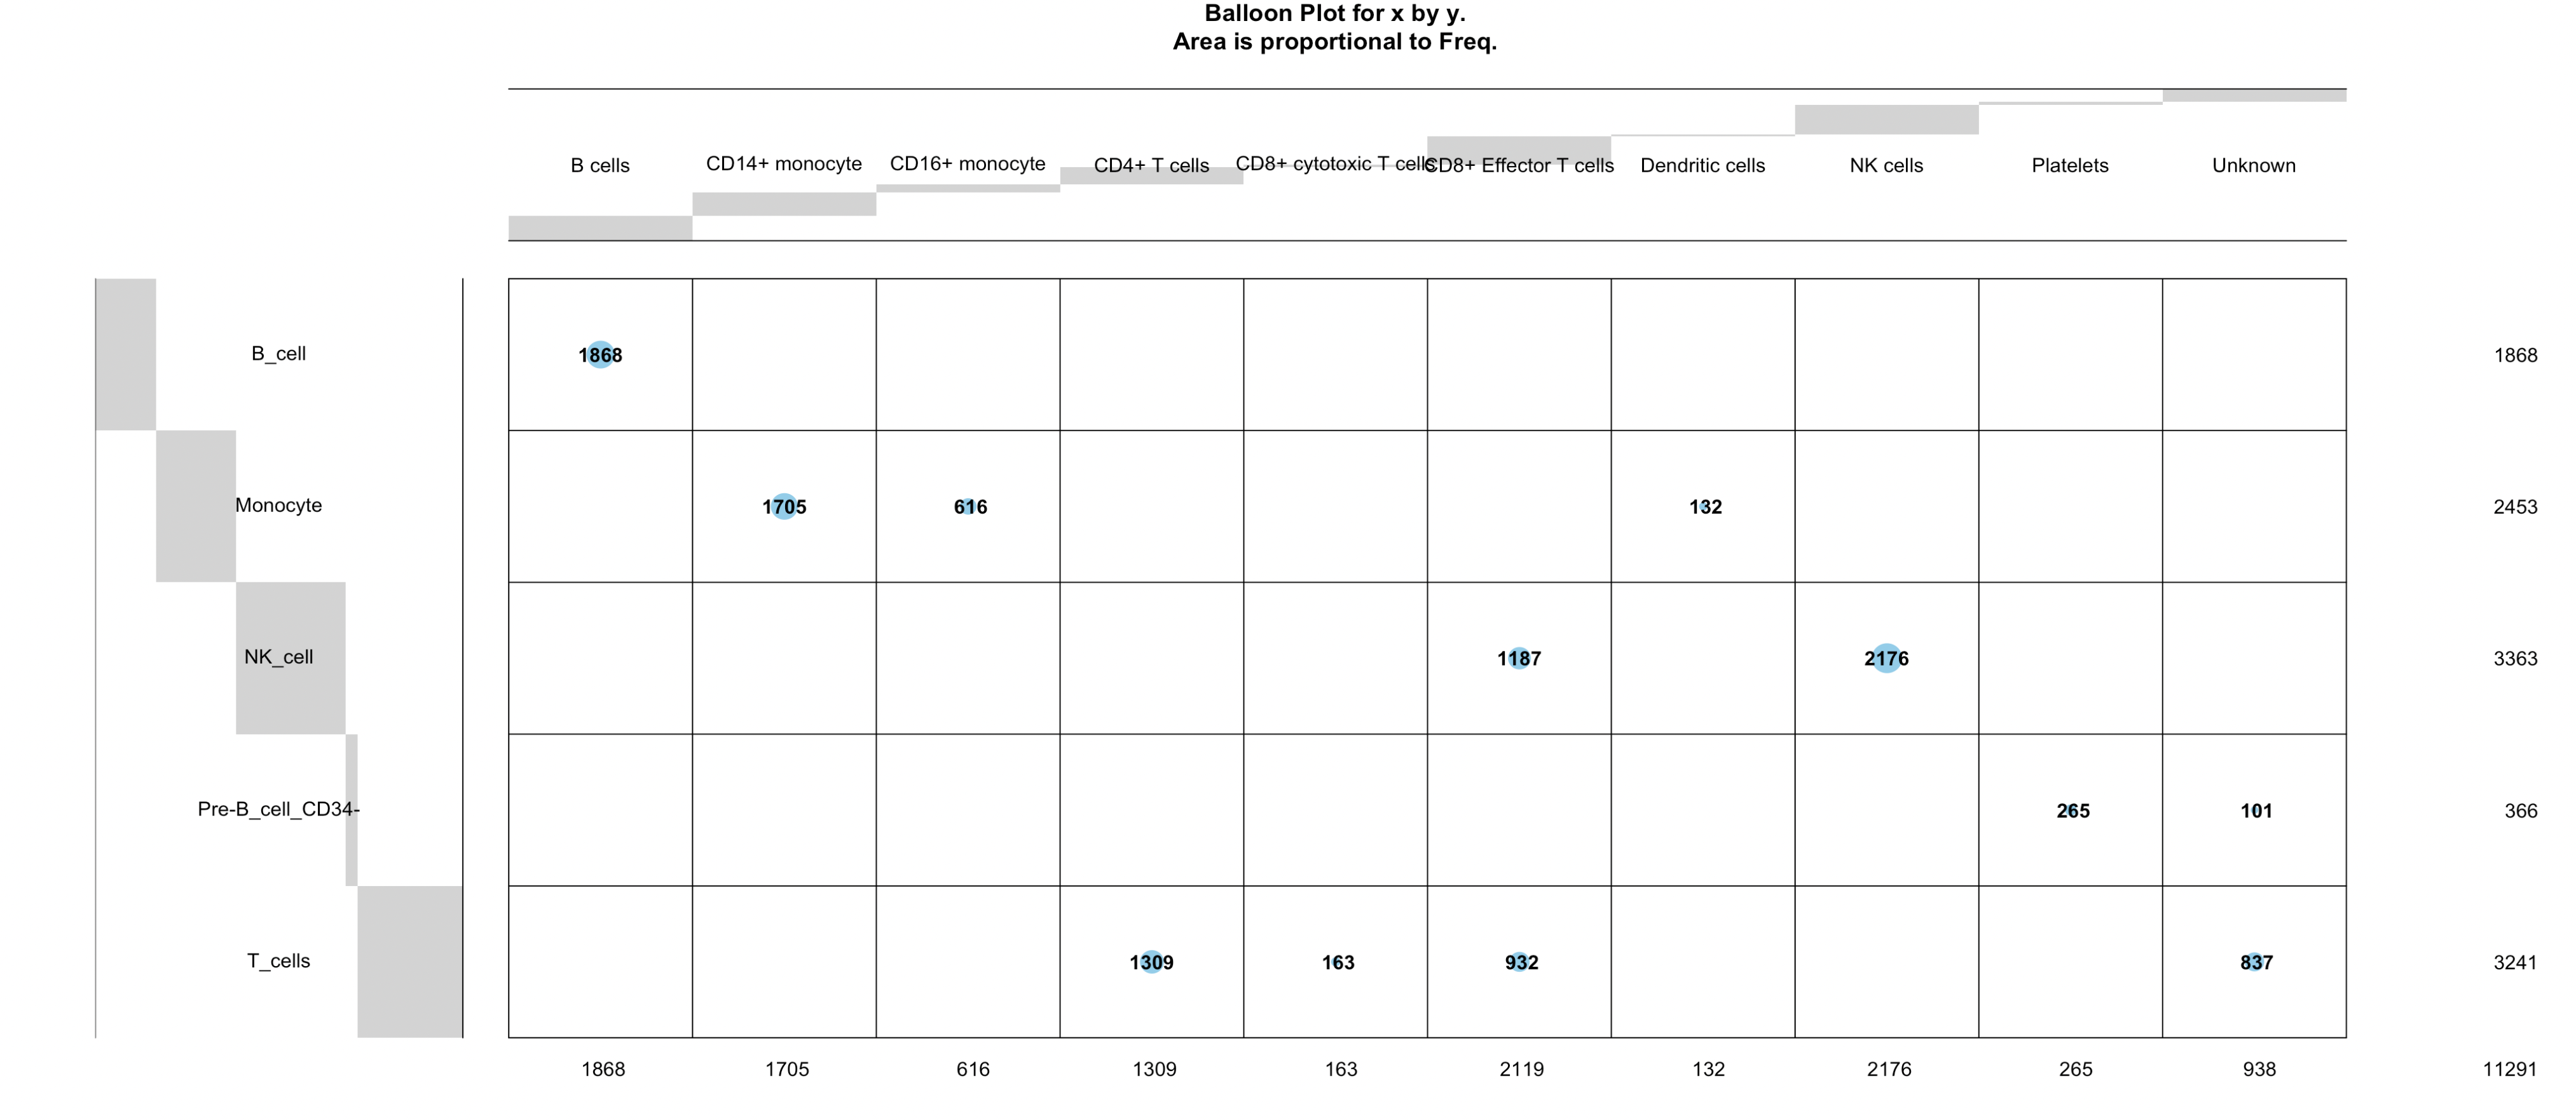 Balloon Plot for x by y.
Area is proportional to Freq.
B cells CD14+ monocyte CD16+ monocyte CD4+ T cells CD8+ cytotoxic T cells CD8+ Effector T cells Dendritic cells NK cells Platelets Unknown
B_cell 1868 1868
Monocyte 1705 616 132 2453
NK_cell 1187 2176 3363
Pre-B_cell_CD34- 265 101 366
T_cells 1309 163 932 837 3241
1868 1705 616 1309 163 2119 132 2176 265 938 11291